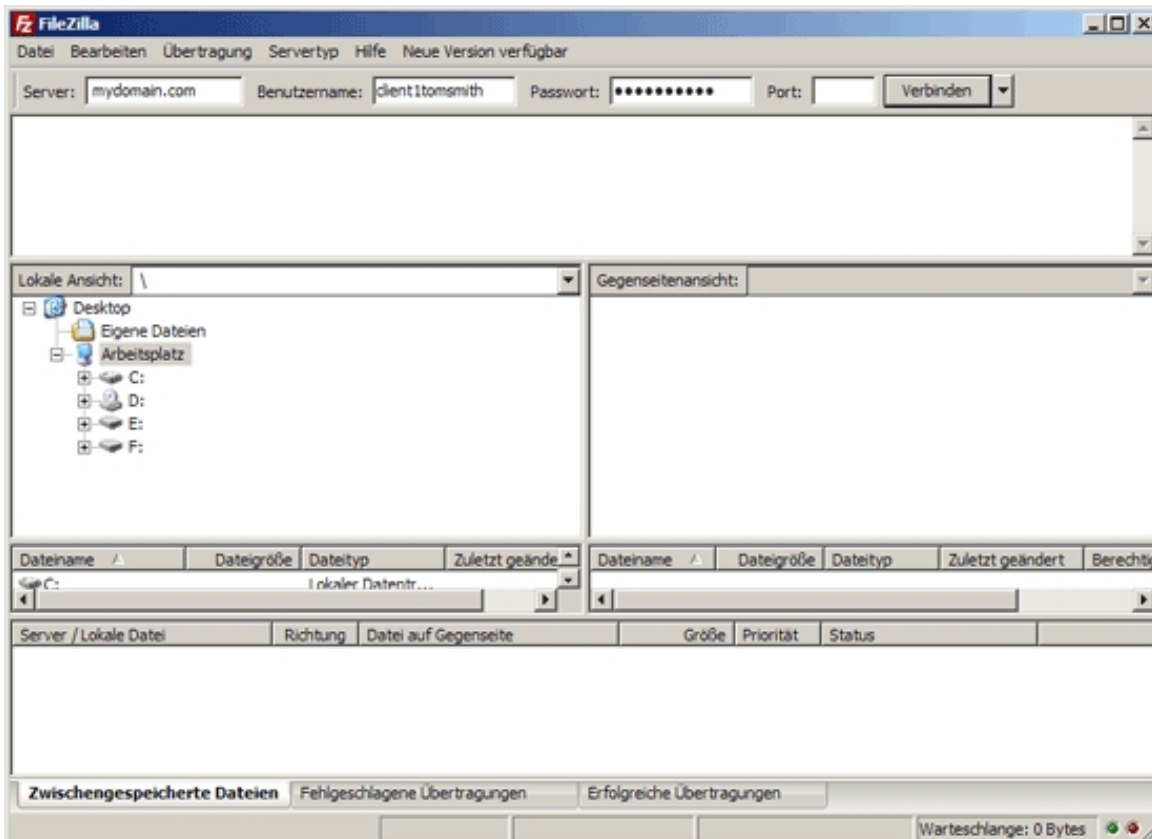 FileZilla
Datei Bearbeiten Übertragung Servertyp Hilfe Neue Version verfügbar
Server: mydomain.com Benutzername: client1tomsmith Passwort: ●●●●●●●●●● Port: Verbinden
Lokale Ansicht: \ Gegenseitenansicht:
Desktop
Eigene Dateien
Arbeitsplatz
C:
D:
E:
F:
Dateiname Dateigröße Dateityp Zuletzt geände Dateiname Dateigröße Dateityp Zuletzt geändert Berechtig
C: Lokaler Datentr...
Server / Lokale Datei Richtung Datei auf Gegenseite Größe Priorität Status
Zwischengespeicherte Dateien Fehlgeschlagene Übertragungen Erfolgreiche Übertragungen
Warteschlange: 0 Bytes